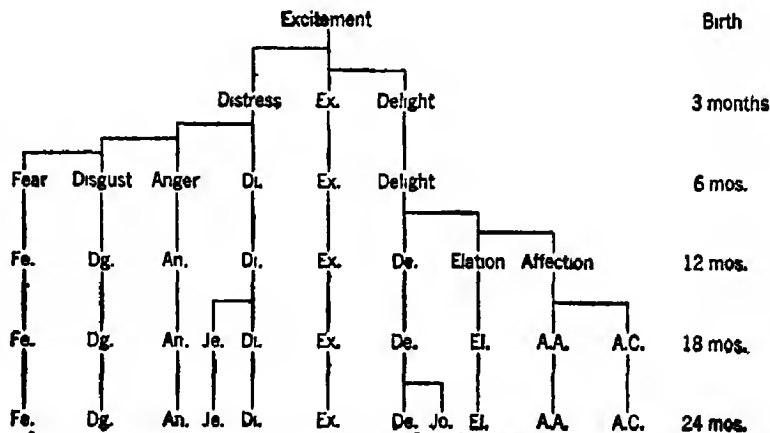 Excitement Birth
Distress Ex. Delight 3 months
Fear Disgust Anger Di. Ex. Delight 6 mos.
Fe. Dg. An. Di. Ex. De. Elation Affection 12 mos.
Fe. Dg. An. Je. Di. Ex. De. El. A.A. A.C. 18 mos.
Fe. Dg. An. Je. Di. Ex. De. Jo. El. A.A. A.C. 24 mos.